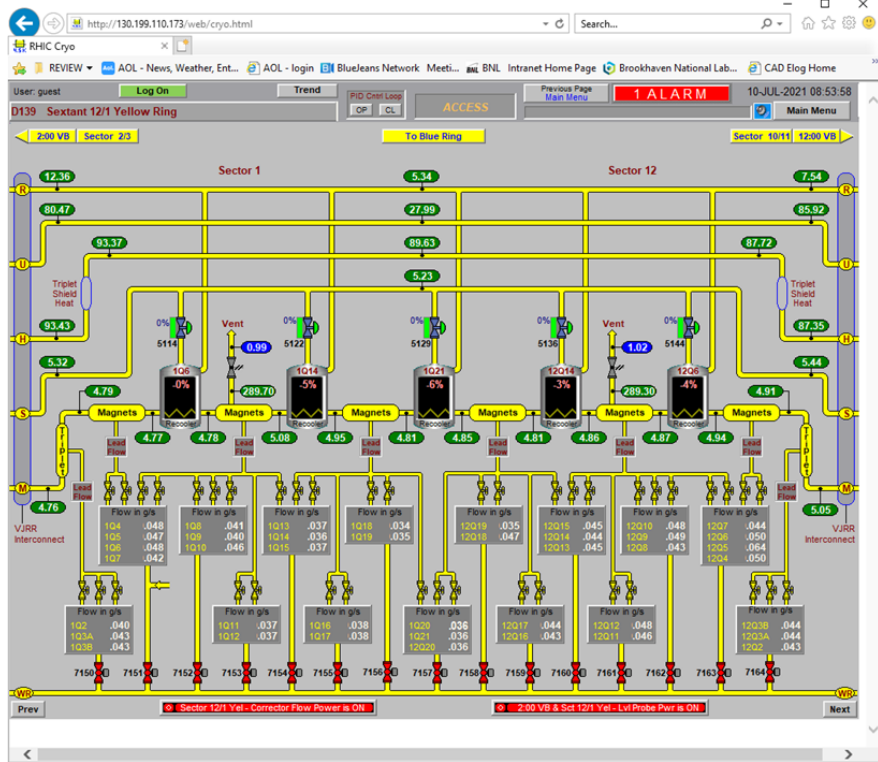 http://130.199.110.173/web/cryo.html
Search...
RHIC Cryo
REVIEW
AOL - News, Weather, Ent...
AOL - login
BlueJeans Network Meeti...
BNL Intranet Home Page
Brookhaven National Lab...
CAD Elog Home
User: guest
Log On
Trend
PID Cntrl Loop
OP CL
ACCESS
Previous Page
Main Menu
1 ALARM
10-JUL-2021 08:53:58
D139 Sextant 12/1 Yellow Ring
Main Menu
2:00 VB
Sector 2/3
To Blue Ring
Sector 10/11
12:00 VB
Sector 1
Sector 12
12.36
5.34
7.54
R
R
80.47
27.99
85.92
93.37
89.63
87.72
U
U
5.23
Triplet
Shield
Heat
Triplet
Shield
Heat
93.43
87.35
0%
5114
Vent
0%
5122
0%
5129
0%
5136
Vent
0%
5144
H
H
0.99
1.02
5.32
5.44
1Q6
-0%
1Q14
-5%
1Q21
-6%
12Q14
-3%
12Q6
-4%
4.79
289.70
289.30
4.91
S
S
Magnets
Magnets
Magnets
Magnets
Magnets
Magnets
Recooler
Recooler
Recooler
Recooler
Recooler
4.77
4.78
5.08
4.95
4.81
4.85
4.81
4.86
4.87
4.94
Triplet
Triplet
Lead
Flow
Lead
Flow
Lead
Flow
Lead
Flow
Lead
Flow
Lead
Flow
Lead
Flow
Lead
Flow
M
M
4.76
5.05
VJRR
Interconnect
VJRR
Interconnect
Flow in g/s
1Q4 .048
1Q5 .047
1Q6 .048
1Q7 .042
Flow in g/s
1Q8 .041
1Q9 .040
1Q10 .046
Flow in g/s
1Q13 .037
1Q14 .036
1Q15 .037
Flow in g/s
1Q18 .034
1Q19 .035
Flow in g/s
12Q19 .035
12Q18 .047
Flow in g/s
12Q15 .045
12Q14 .044
12Q13 .045
Flow in g/s
12Q10 .048
12Q9 .049
12Q8 .043
Flow in g/s
12Q7 .044
12Q6 .050
12Q5 .064
12Q4 .050
Flow in g/s
1Q2 .040
1Q3A .043
1Q3B .043
Flow in g/s
1Q11 .037
1Q12 .037
Flow in g/s
1Q16 .038
1Q17 .038
Flow in g/s
1Q20 .036
1Q21 .036
12Q20 .036
Flow in g/s
12Q17 .044
12Q16 .043
Flow in g/s
12Q12 .048
12Q11 .046
Flow in g/s
12Q3B .044
12Q3A .044
12Q2 .043
7150
7151
7152
7153
7154
7155
7156
7157
7158
7159
7160
7161
7162
7163
7164
WR
WR
Prev
Sector 12/1 Yel - Corrector Flow Power is ON
2:00 VB & Sct 12/1 Yel - Lvl Probe Pwr is ON
Next